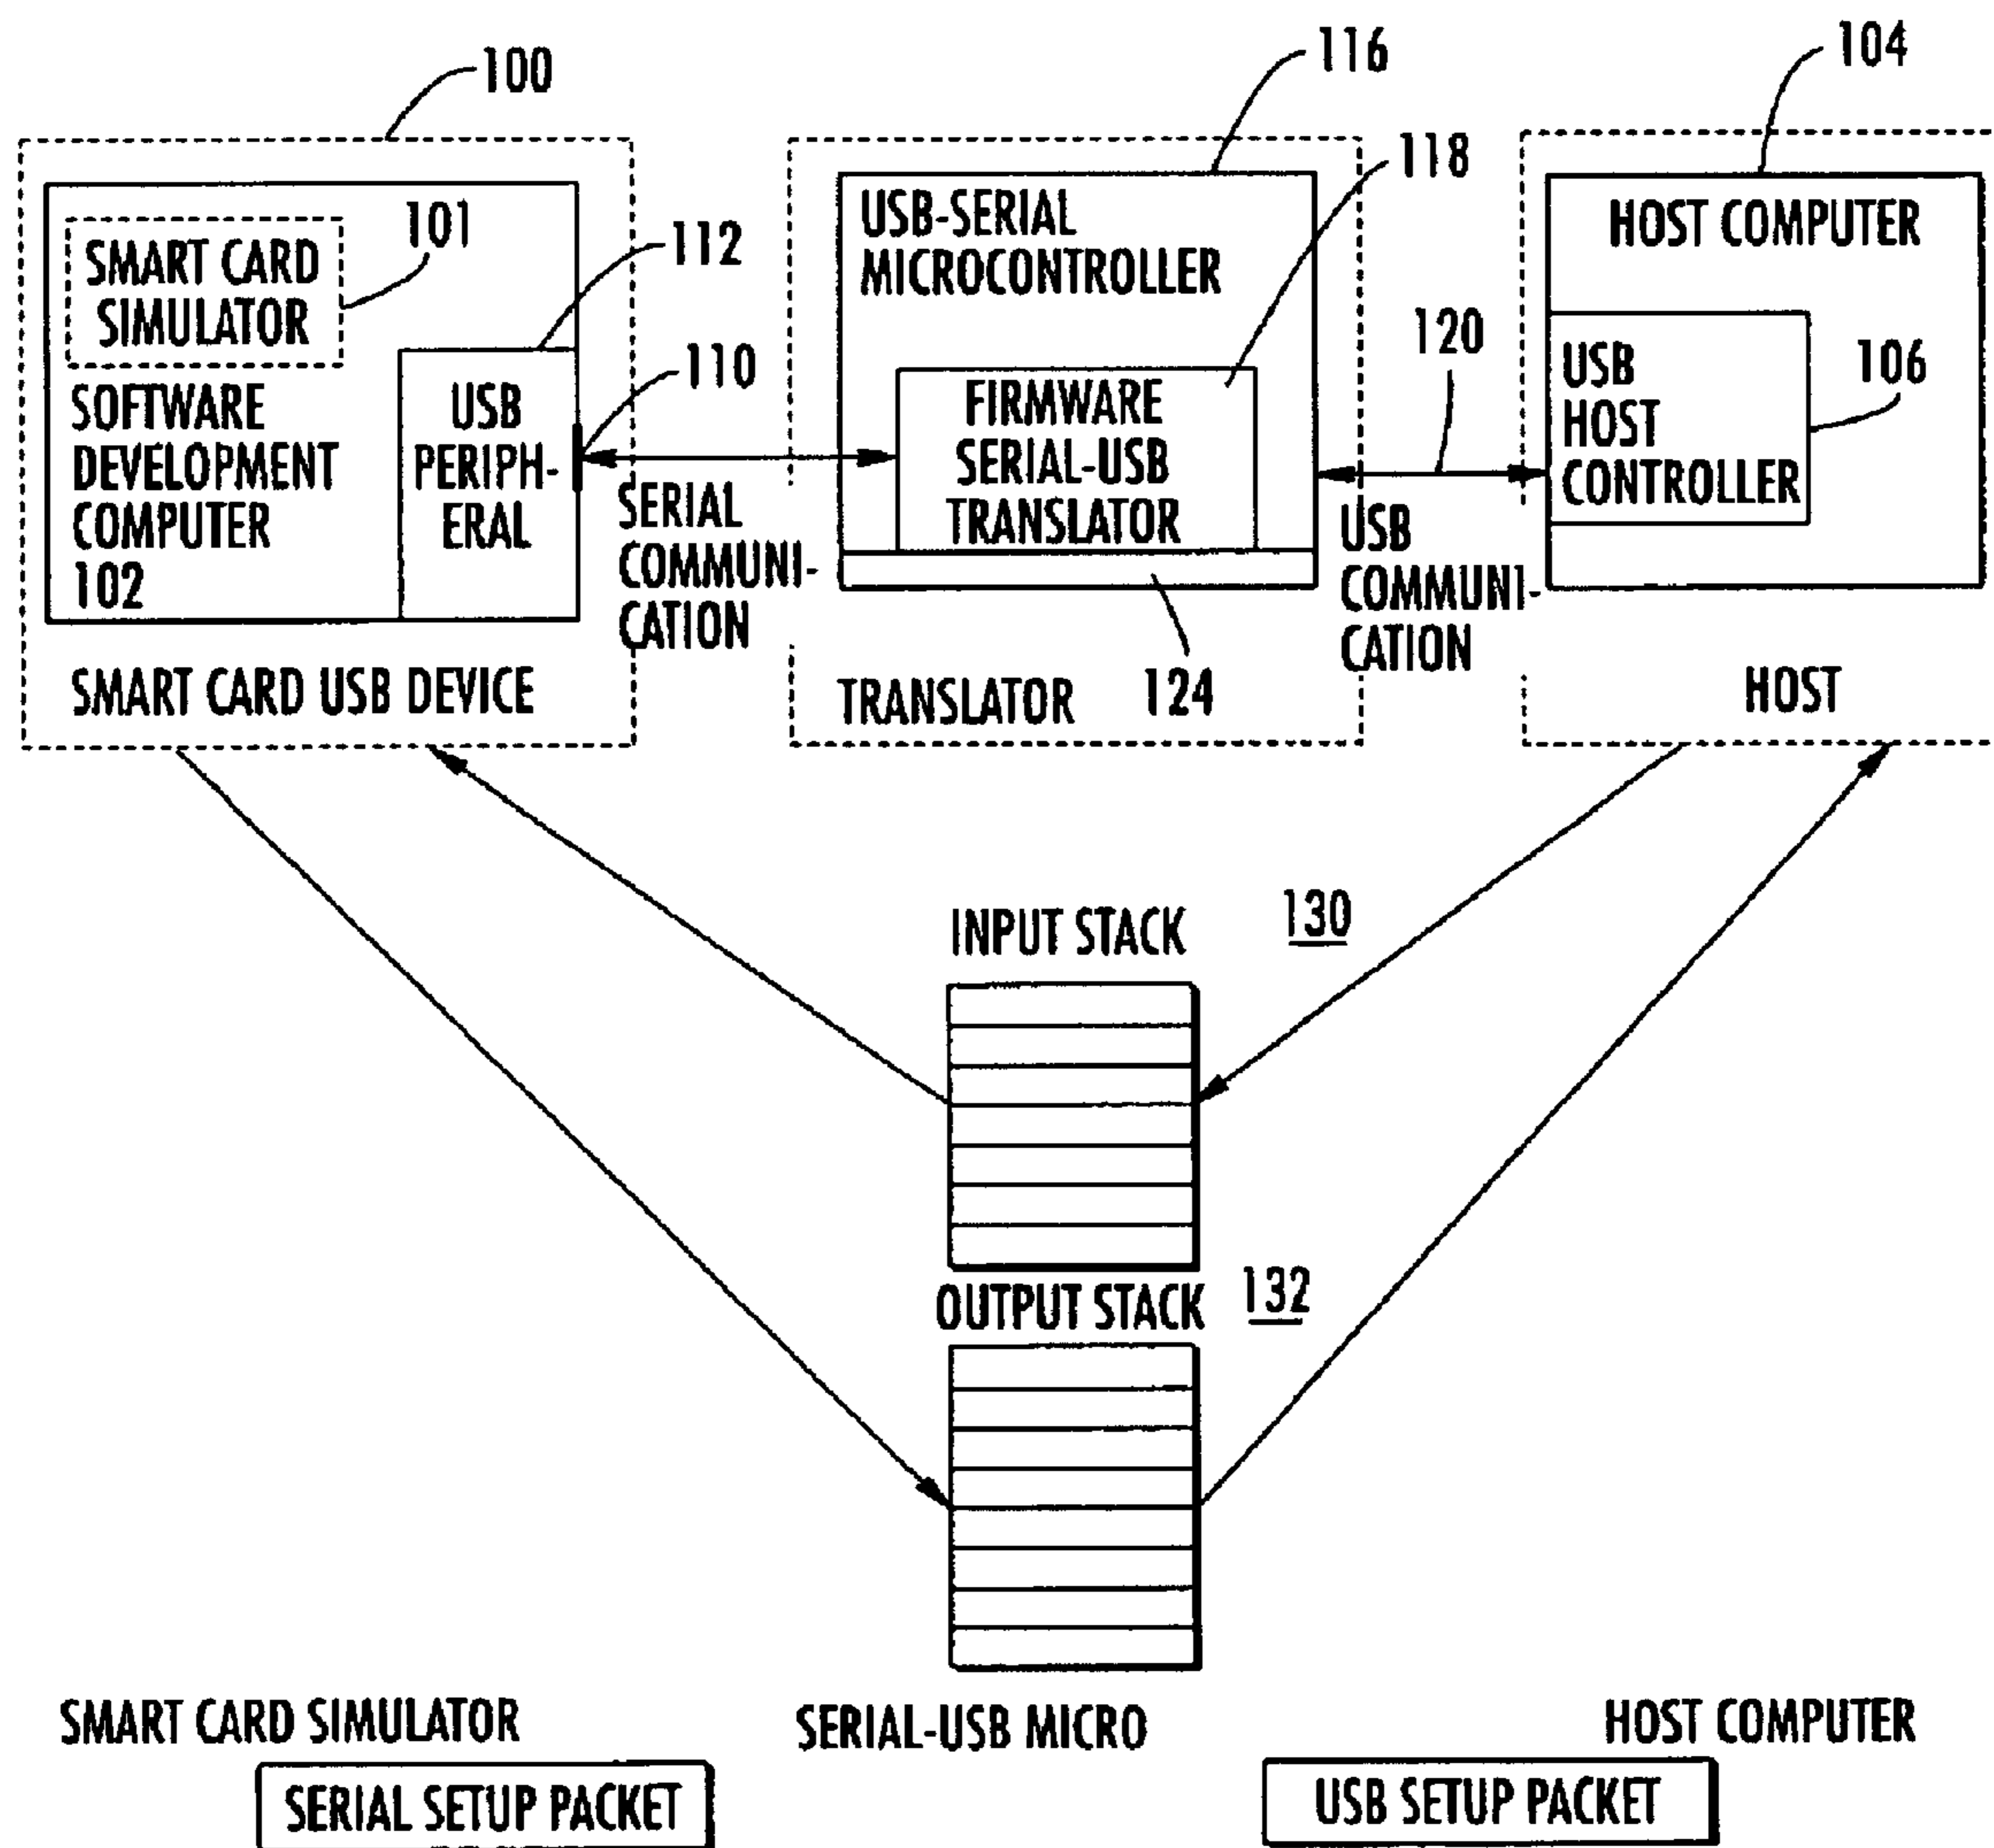 100
116
104
118
101
112
SMART CARD
SIMULATOR
USB-SERIAL
MICROCONTROLLER
HOST COMPUTER
110
120
106
SOFTWARE
DEVELOPMENT
COMPUTER
102
USB
PERIPH-
ERAL
FIRMWARE
SERIAL-USB
TRANSLATOR
USB
HOST
CONTROLLER
SERIAL
COMMUNI-
CATION
USB
COMMUNI-
CATION
SMART CARD USB DEVICE
TRANSLATOR
124
HOST
INPUT STACK
130
OUTPUT STACK
132
SMART CARD SIMULATOR
SERIAL-USB MICRO
HOST COMPUTER
SERIAL SETUP PACKET
USB SETUP PACKET